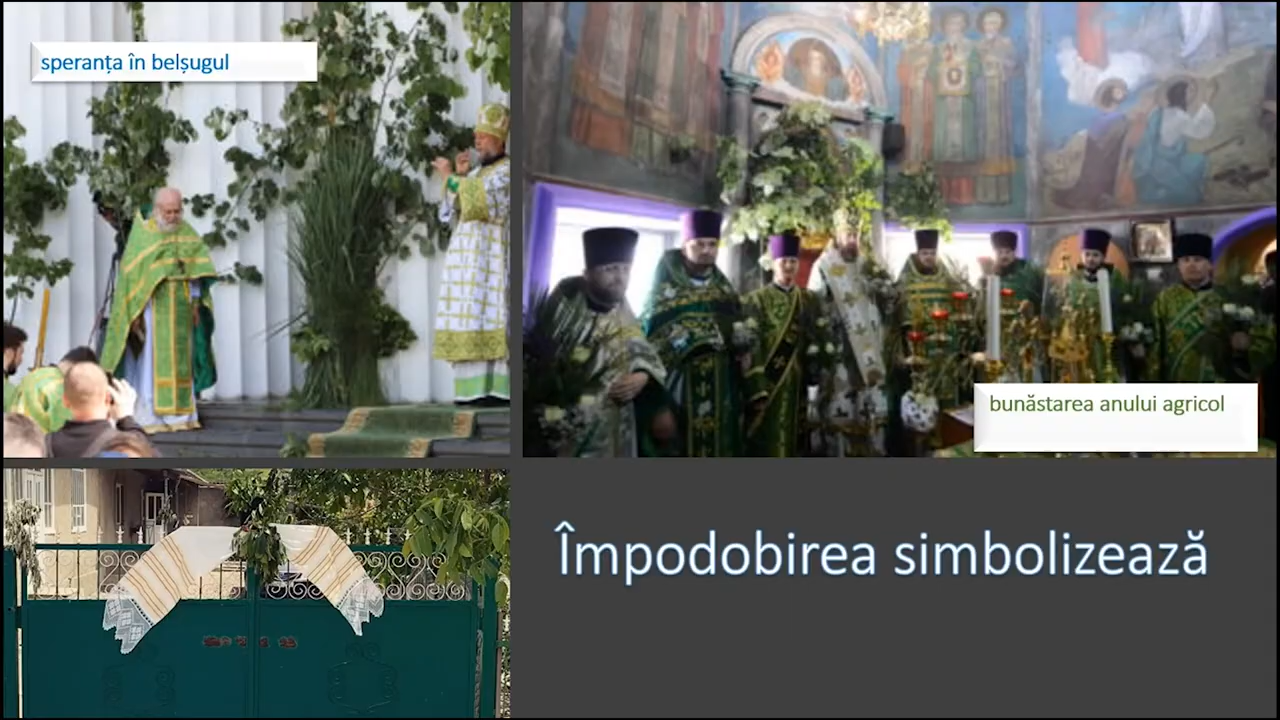 speranța în belșugul
bunăstarea anului agricol
Împodobirea simbolizează